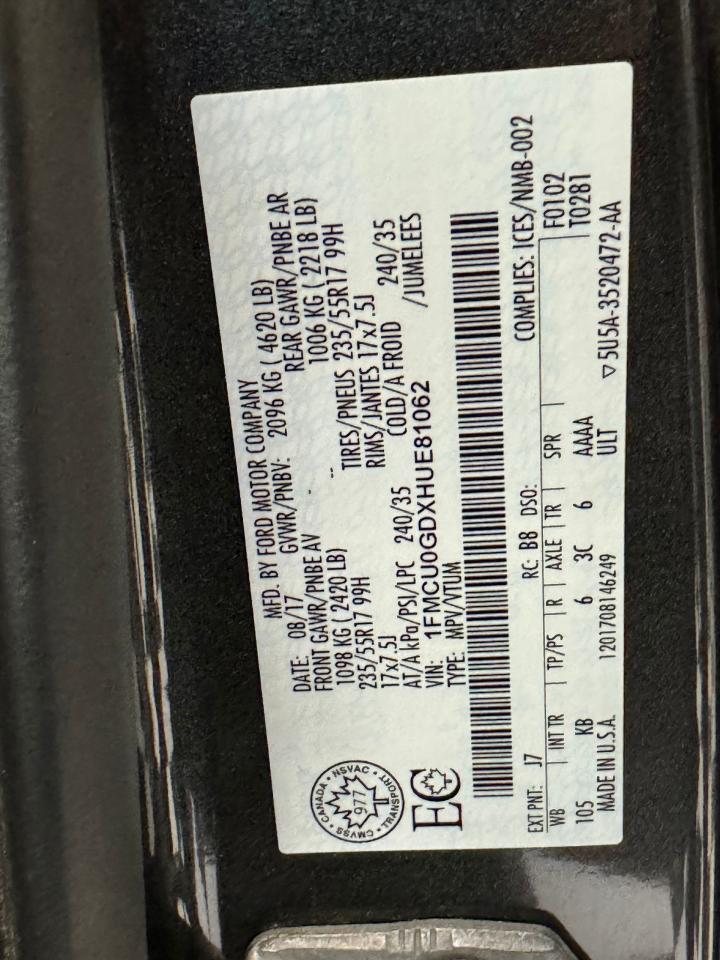 MFD. BY FORD MOTOR COMPANY
DATE: 08/17 GVWR/PNBV: 2096 KG ( 4620 LB)
FRONT GAWR/PNBE AV REAR GAWR/PNBE AR
1098 KG ( 2420 LB) 1006 KG ( 2218 LB)
235/55R17 99H -- TIRES/PNEUS 235/55R17 99H
17x7.5J RIMS/JANTES 17x7.5J
AT/A kPa/PSI/LPC 240/35 COLD/A FROID 240/35
VIN: 1FMCU0GDXHUE81062 /JUMELEES
TYPE: MPV/VTUM
CANADA • NSVAC • TRANSPORT • CMVSS
977
EC
COMPLIES: ICES/NMB-002
EXT PNT: J7 RC: B8 DSO: F0102
WB INT TR TP/PS R AXLE TR SPR T0281
105 KB 6 3C 6 AAAA
MADE IN U.S.A. 1201708146249 ULT ▽5U5A-3520472-AA